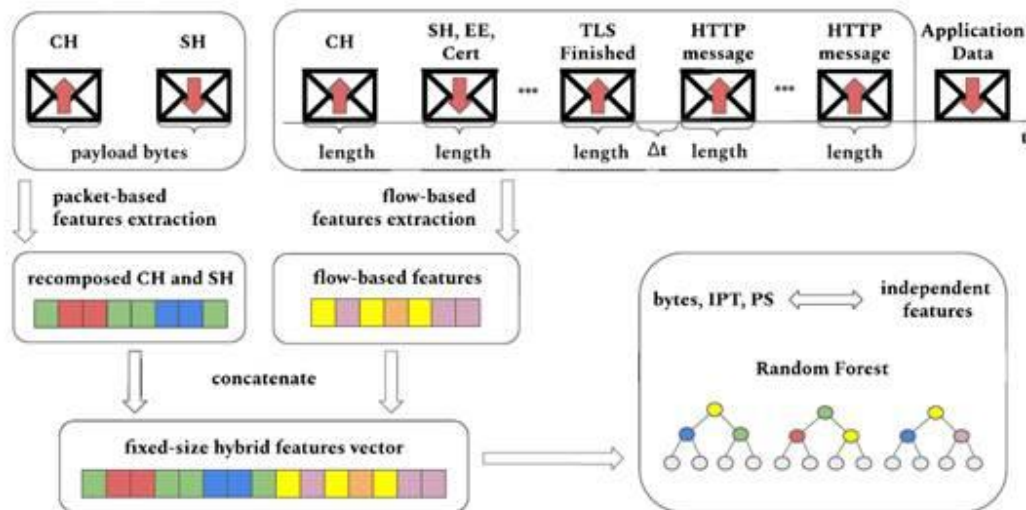 CH
SH
payload bytes
CH
SH, EE,
Cert
...
TLS
Finished
HTTP
message
...
HTTP
message
Application
Data
length
length
length
Δt
length
length
t
packet-based
features extraction
flow-based
features extraction
recomposed CH and SH
flow-based features
concatenate
fixed-size hybrid features vector
bytes, IPT, PS
independent
features
Random Forest